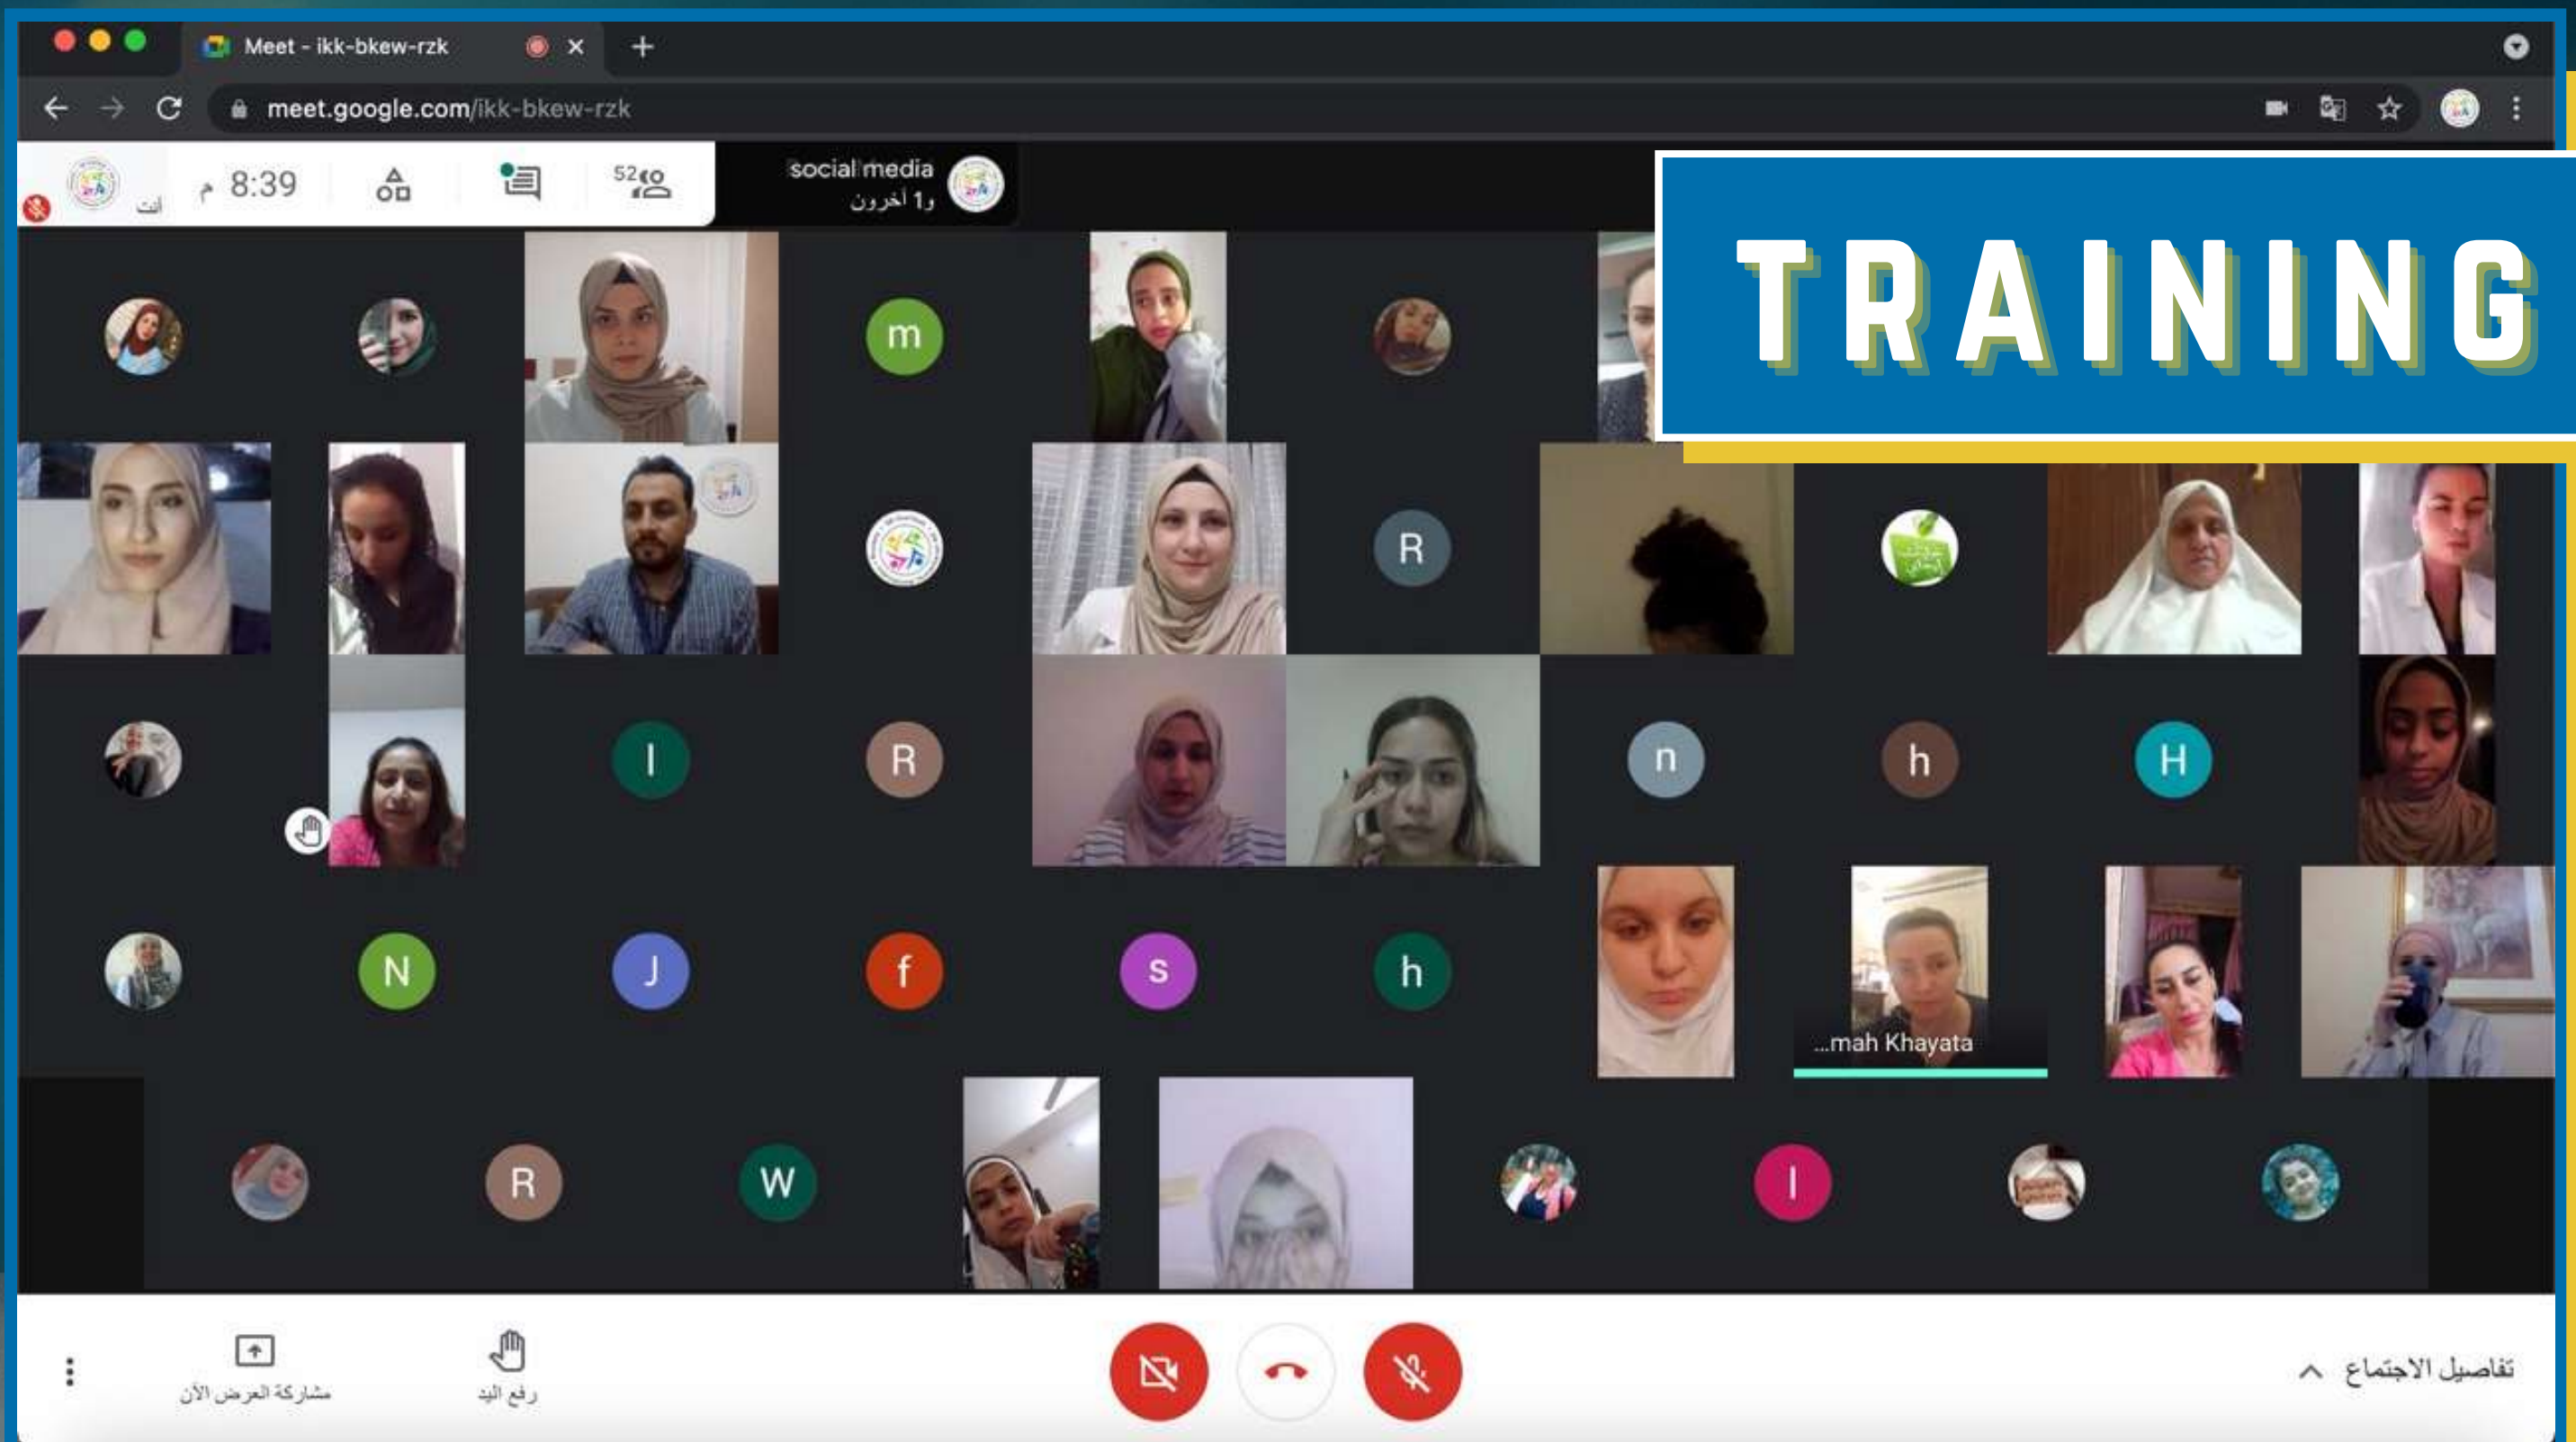 Meet - ikk-bkew-rzk
meet.google.com/ikk-bkew-rzk
أنت
8:39 م
52
social media
و1 آخرون
TRAINING
m
R
I
R
n
h
H
N
J
f
s
h
...mah Khayata
R
W
I
مشاركة العرض الآن
رفع اليد
تفاصيل الاجتماع